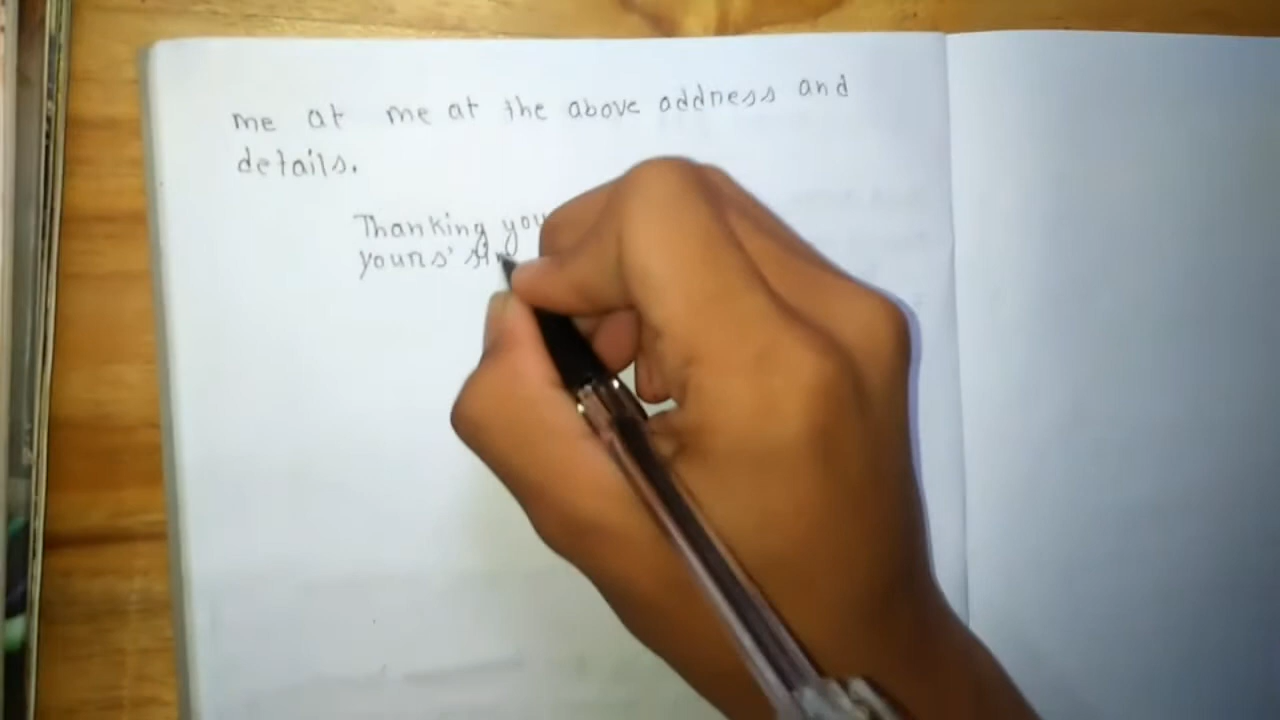 me at me at the above address and
details.
Thanking you
yours' sin